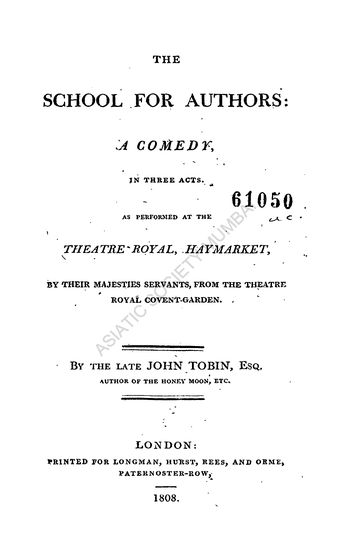 THE
SCHOOL FOR AUTHORS:
A COMEDY,
IN THREE ACTS.
61050
AS PERFORMED AT THE
THEATRE-ROYAL, HAYMARKET,
BY THEIR MAJESTIES SERVANTS, FROM THE THEATRE
ROYAL COVENT-GARDEN.
ASIATIC SOCIETY MUMBAI
BY THE LATE JOHN TOBIN, ESQ.
AUTHOR OF THE HONEY MOON, ETC.
LONDON:
PRINTED FOR LONGMAN, HURST, REES, AND ORME,
PATERNOSTER-ROW,
1808.